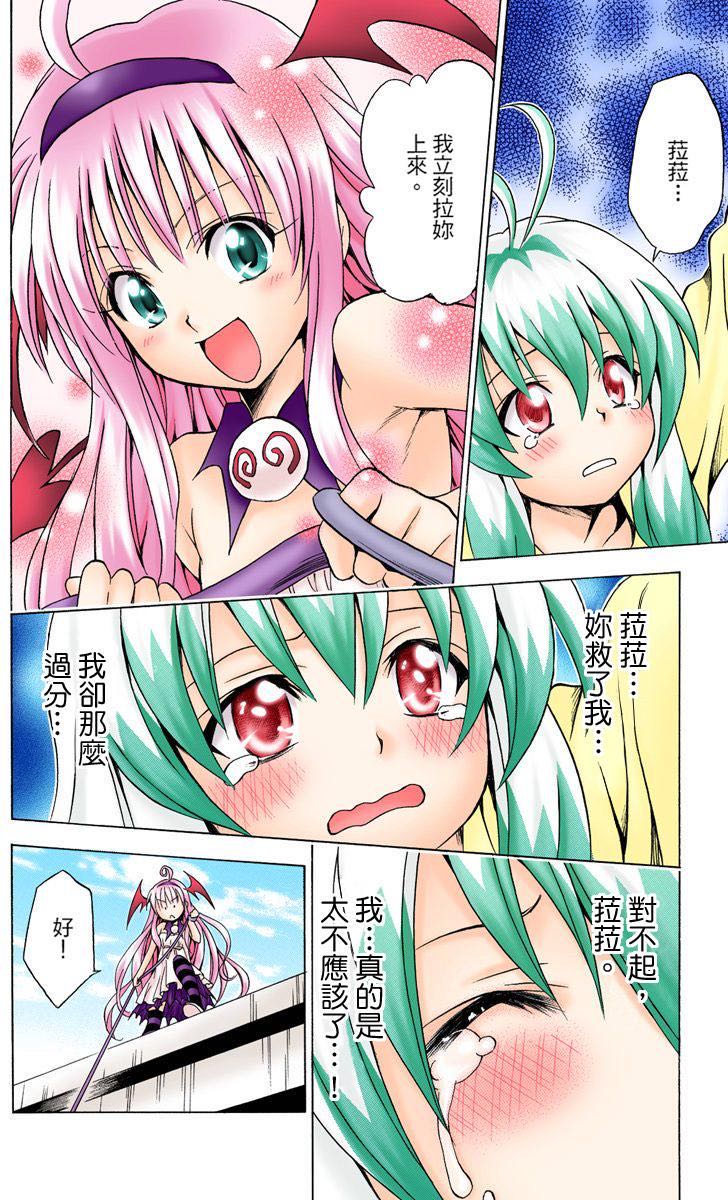 菈菈…
我立刻拉妳
上來。
菈菈…
妳救了我…
我卻那麼
過分…
對不起，
菈菈。
我…真的是
太不應該了…！
好！